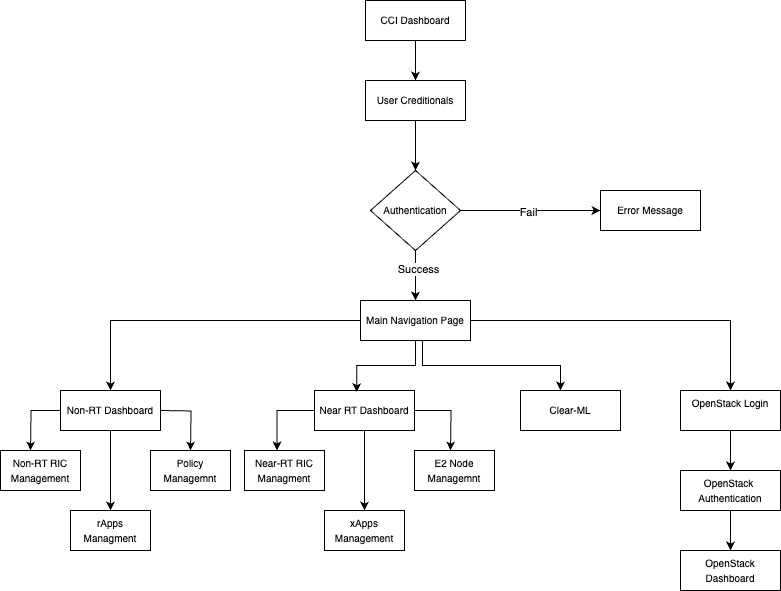 CCI Dashboard
User Creditionals
Authentication
Fail
Error Message
Success
Main Navigation Page
Non-RT Dashboard
Near RT Dashboard
Clear-ML
OpenStack Login
Non-RT RIC
Management
Policy
Managemnt
Near-RT RIC
Managment
E2 Node
Managemnt
OpenStack
Authentication
rApps
Managment
xApps
Management
OpenStack
Dashboard